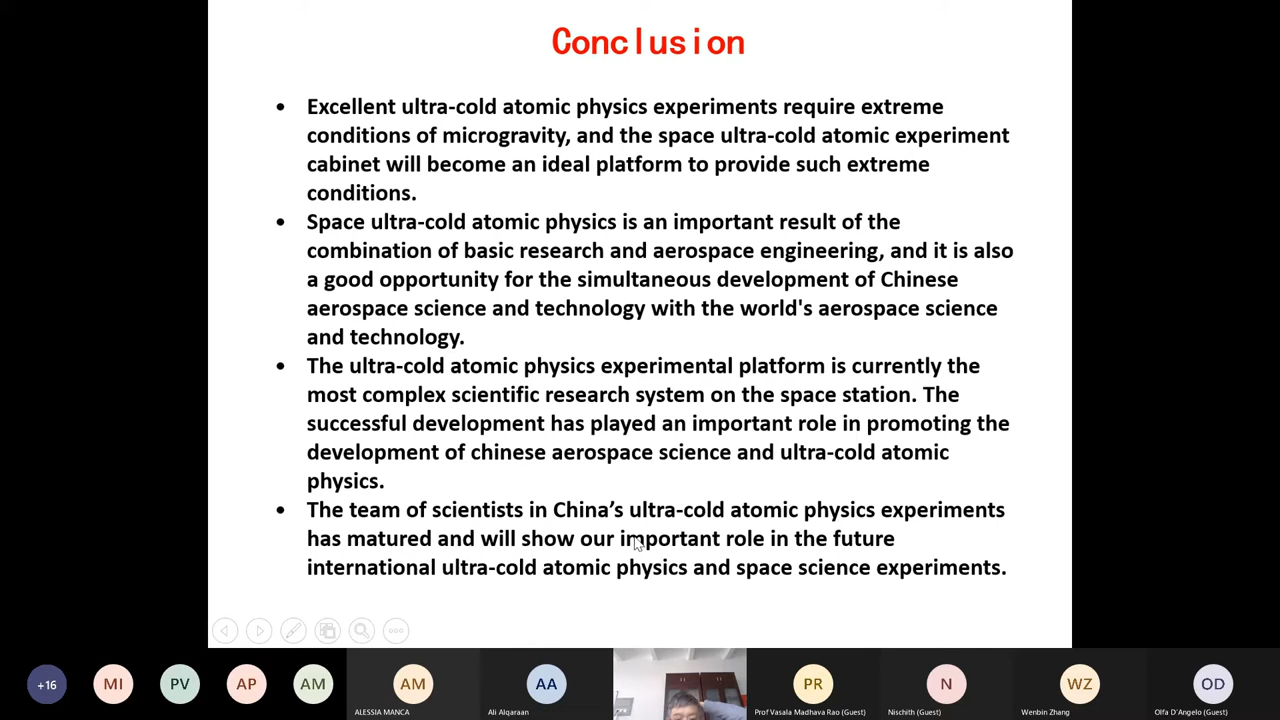 Conclusion
• Excellent ultra-cold atomic physics experiments require extreme
conditions of microgravity, and the space ultra-cold atomic experiment
cabinet will become an ideal platform to provide such extreme
conditions.
• Space ultra-cold atomic physics is an important result of the
combination of basic research and aerospace engineering, and it is also
a good opportunity for the simultaneous development of Chinese
aerospace science and technology with the world's aerospace science
and technology.
• The ultra-cold atomic physics experimental platform is currently the
most complex scientific research system on the space station. The
successful development has played an important role in promoting the
development of chinese aerospace science and ultra-cold atomic
physics.
• The team of scientists in China’s ultra-cold atomic physics experiments
has matured and will show our important role in the future
international ultra-cold atomic physics and space science experiments.
+16 MI PV AP AM AM AA PR N WZ OD
ALESSIA MANCA Ali Alqaraan Prof Vasala Madhava Rao (Guest) Nischith (Guest) Wenbin Zhang Olfa D'Angelo (Guest)